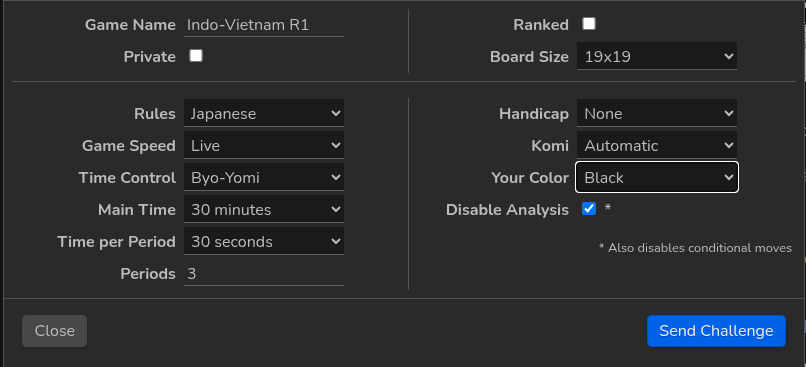 Game Name Indo-Vietnam R1
Ranked
Private
Board Size 19x19
Rules Japanese
Handicap None
Game Speed Live
Komi Automatic
Time Control Byo-Yomi
Your Color Black
Main Time 30 minutes
Disable Analysis *
Time per Period 30 seconds
* Also disables conditional moves
Periods 3
Close
Send Challenge